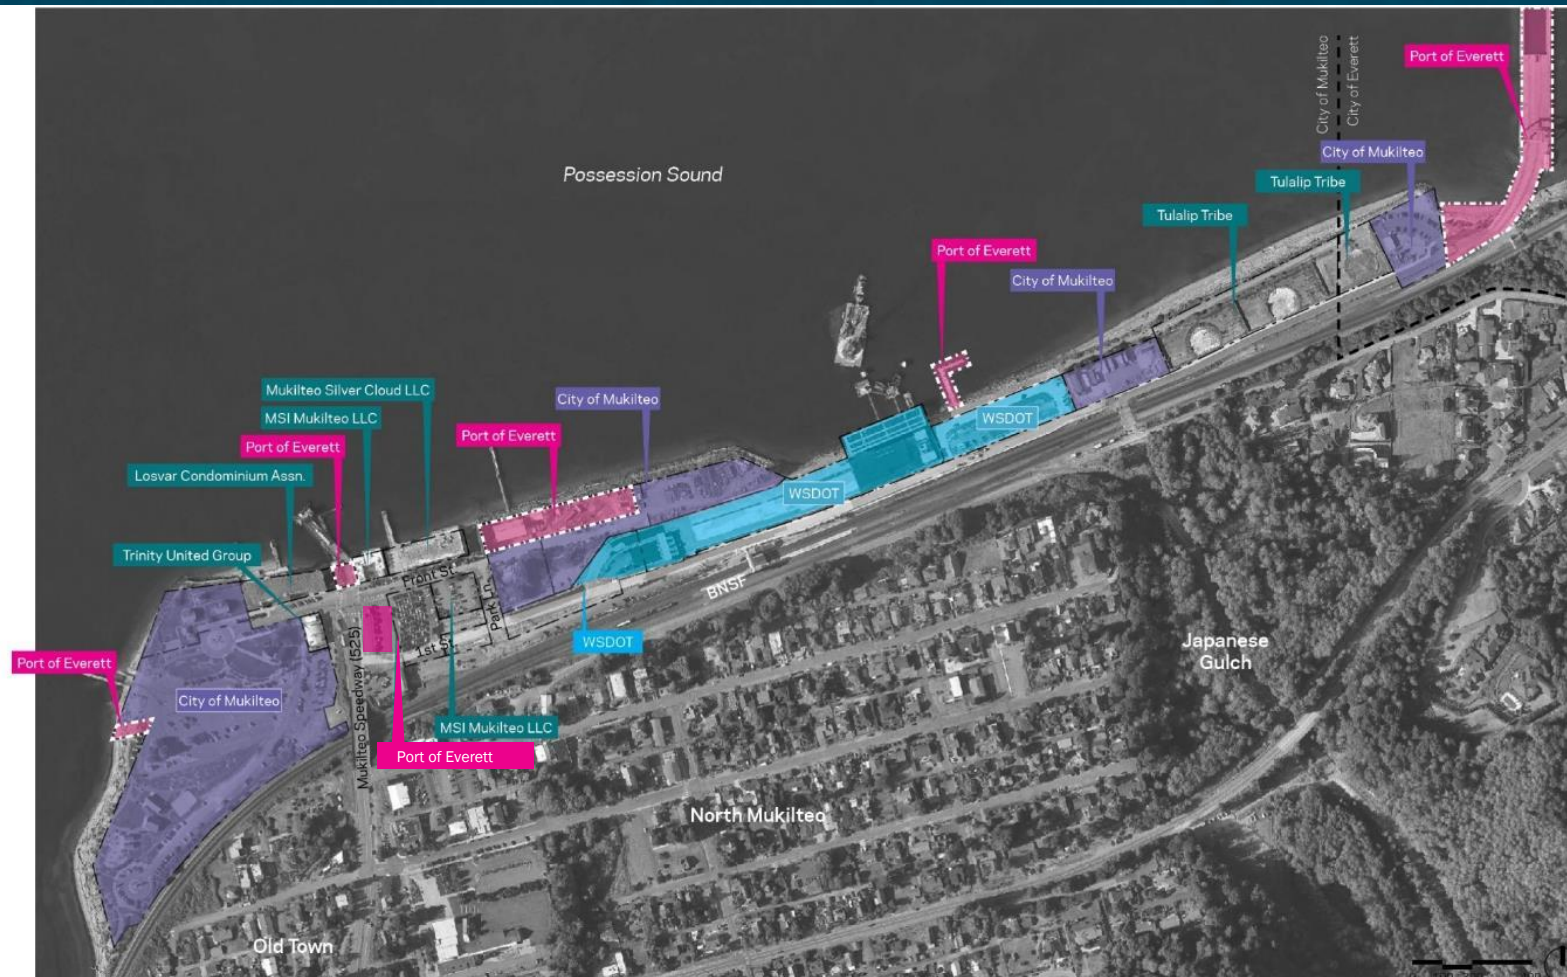 City of Mukilteo
City of Everett
Port of Everett
City of Mukilteo
Tulalip Tribe
Possession Sound
Tulalip Tribe
Port of Everett
City of Mukilteo
Mukilteo Silver Cloud LLC
City of Mukilteo
MSI Mukilteo LLC
WSDOT
Port of Everett
Port of Everett
Losvar Condominium Assn.
WSDOT
Trinity United Group
Front St
BNSF
Park Ln
WSDOT
1st St
Japanese
Gulch
Port of Everett
City of Mukilteo
Mukilteo Speedway (525)
MSI Mukilteo LLC
Port of Everett
North Mukilteo
Old Town